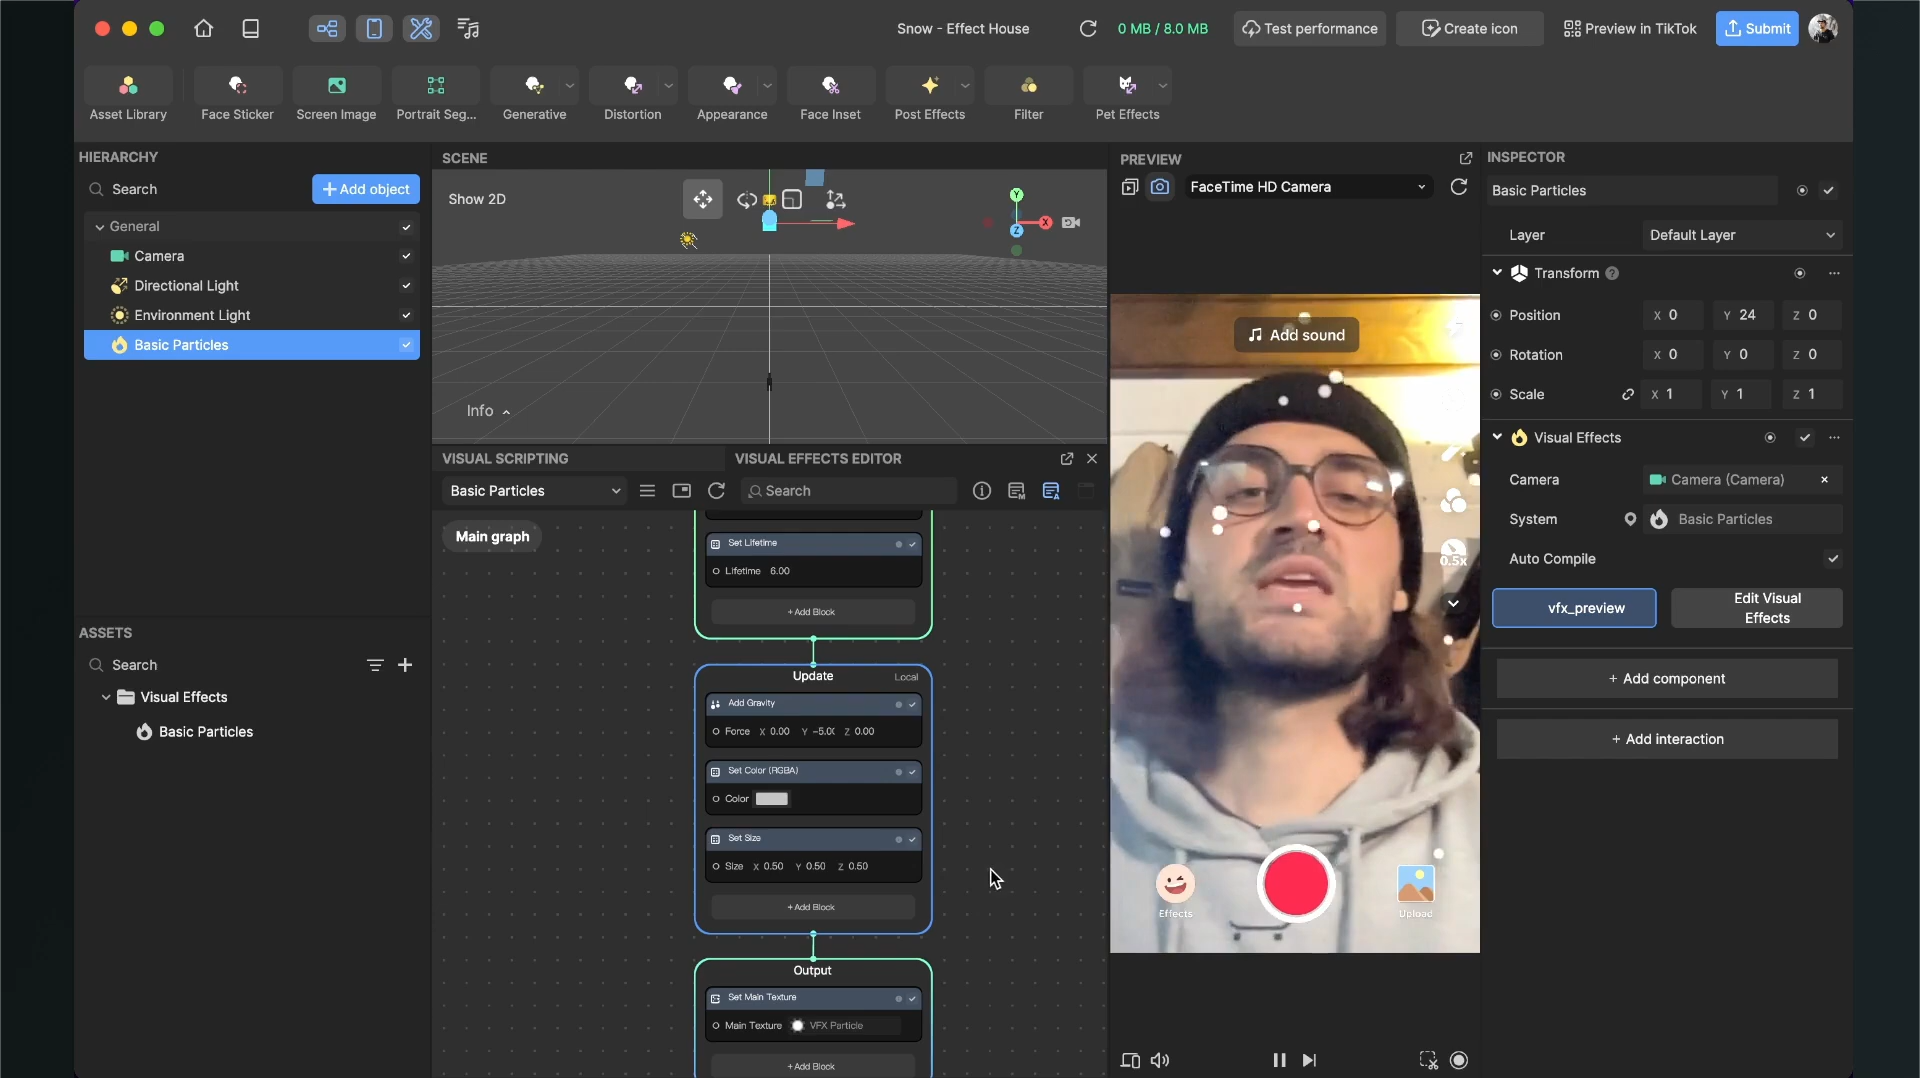 Snow - Effect House
0 MB / 8.0 MB
Test performance
Create icon
Preview in TikTok
Submit
Asset Library
Face Sticker
Screen Image
Portrait Seg...
Generative
Distortion
Appearance
Face Inset
Post Effects
Filter
Pet Effects
HIERARCHY
Search
+ Add object
General
Camera
Directional Light
Environment Light
Basic Particles
ASSETS
Search
Visual Effects
Basic Particles
SCENE
Show 2D
Y
X
Z
Info
VISUAL SCRIPTING
VISUAL EFFECTS EDITOR
Basic Particles
Search
Main graph
Set Lifetime
Lifetime 6.00
+ Add Block
Update
Local
Add Gravity
Force X 0.00 Y -5.0( Z 0.00
Set Color (RGBA)
Color
Set Size
Size X 0.50 Y 0.50 Z 0.50
+ Add Block
Output
Set Main Texture
Main Texture VFX Particle
+ Add Block
PREVIEW
FaceTime HD Camera
Add sound
0.5x
Effects
Upload
INSPECTOR
Basic Particles
Layer Default Layer
Transform
Position X 0 Y 24 Z 0
Rotation X 0 Y 0 Z 0
Scale X 1 Y 1 Z 1
Visual Effects
Camera Camera (Camera)
System Basic Particles
Auto Compile
vfx_preview
Edit Visual
Effects
+ Add component
+ Add interaction